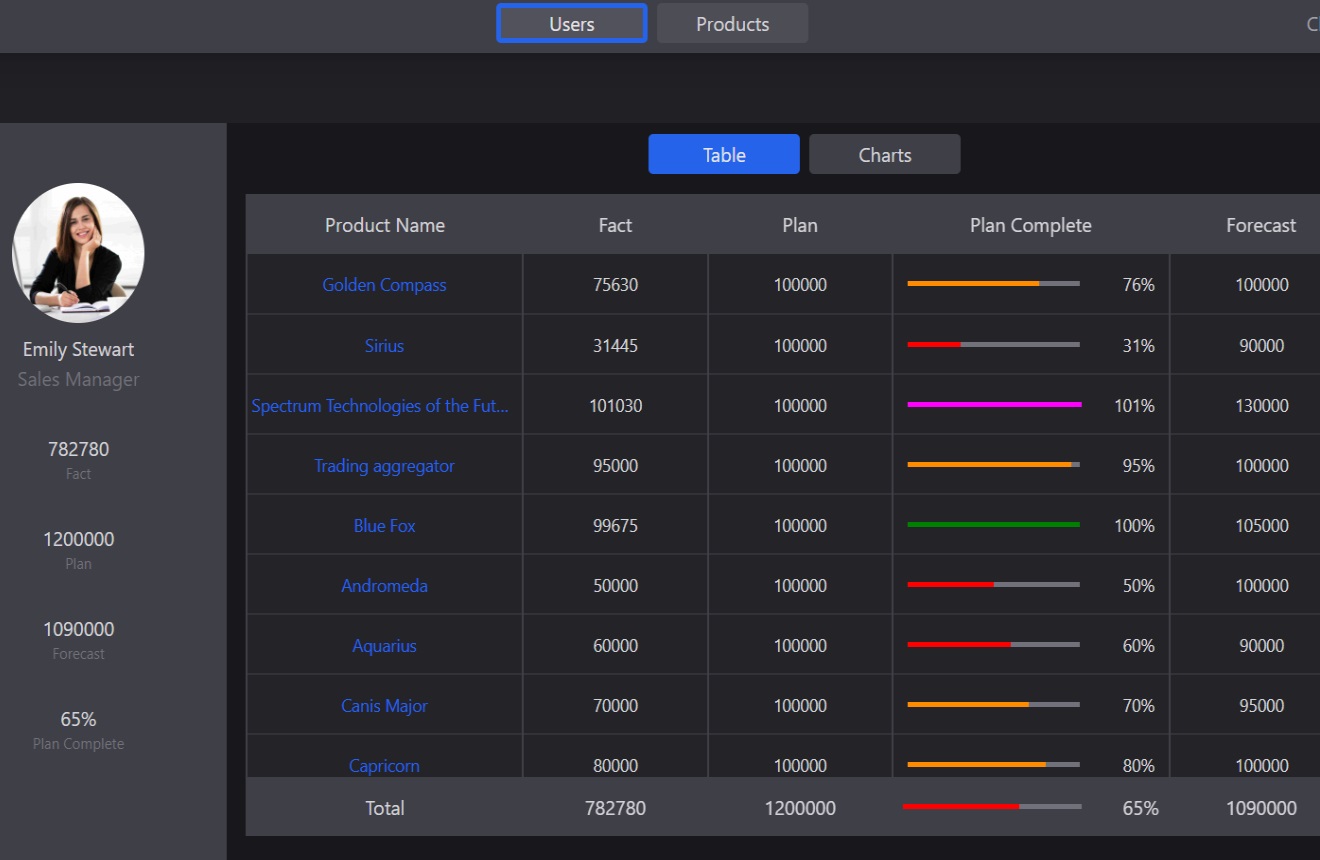 Users Products
Table Charts
Product Name Fact Plan Plan Complete Forecast
Golden Compass 75630 100000 76% 100000
Sirius 31445 100000 31% 90000
Emily Stewart
Sales Manager
Spectrum Technologies of the Fut... 101030 100000 101% 130000
782780
Fact
Trading aggregator 95000 100000 95% 100000
1200000
Plan
Blue Fox 99675 100000 100% 105000
Andromeda 50000 100000 50% 100000
1090000
Forecast
Aquarius 60000 100000 60% 90000
65%
Plan Complete
Canis Major 70000 100000 70% 95000
Capricorn 80000 100000 80% 100000
Total 782780 1200000 65% 1090000